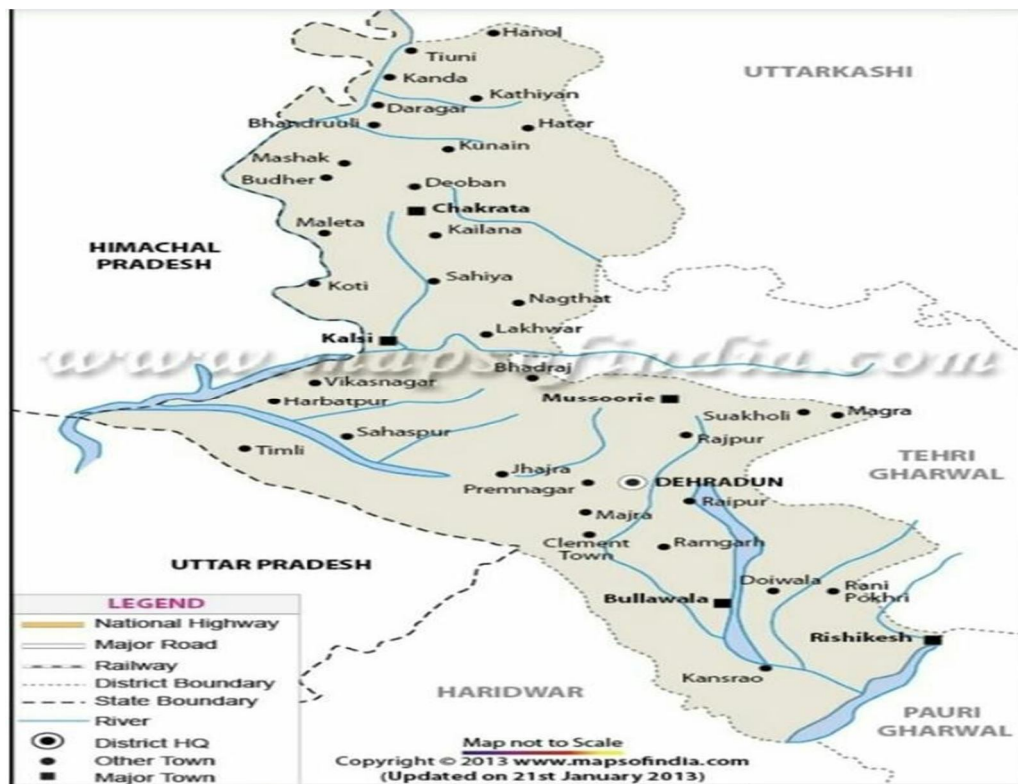 Hanol
Tiuni
UTTARKASHI
Kanda
Kathiyan
Daragar
Bhandruuli
Hatar
Kunain
Mashak
Budher
Deoban
Chakrata
Maleta
Kailana
HIMACHAL
PRADESH
Sahiya
Koti
Nagthat
Lakhwar
Kalsi
www.mapsofindia.com
Bhadraj
Vikasnagar
Mussoorie
Harbatpur
Suakholi
Magra
Sahaspur
Rajpur
Timli
TEHRI
GHARWAL
Jhajra
DEHRADUN
Premnagar
Raipur
Majra
Clement
Town
Ramgarh
UTTAR PRADESH
Doiwala
Rani
Pokhri
Bullawala
Rishikesh
Kansrao
HARIDWAR
PAURI
GHARWAL
LEGEND
National Highway
Major Road
Railway
District Boundary
State Boundary
River
District HQ
Other Town
Major Town
Map not to Scale
Copyright © 2013 www.mapsofindia.com
(Updated on 21st January 2013)